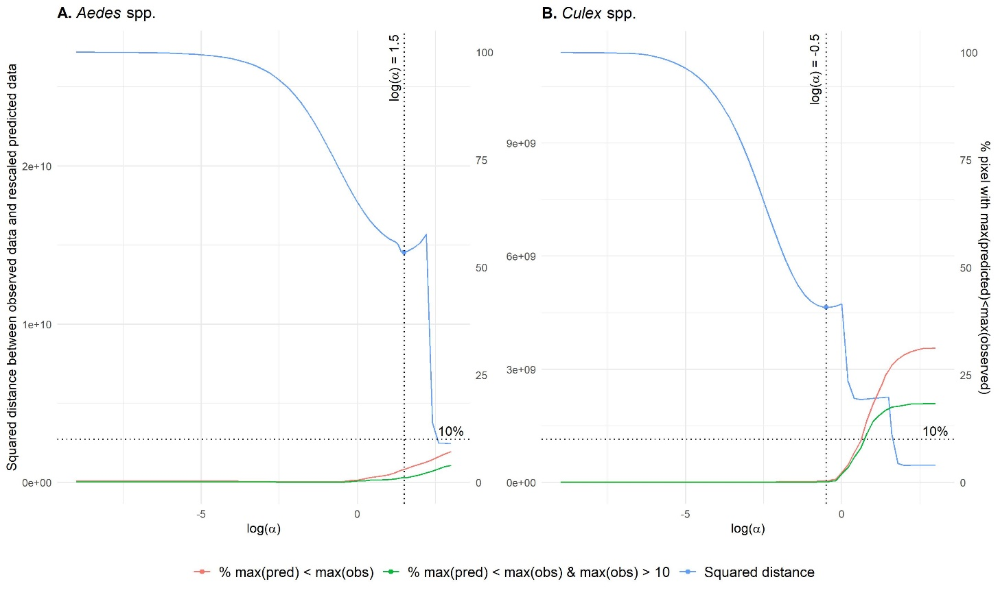 A. Aedes spp.
B. Culex spp.
Squared distance between observed data and rescaled predicted data
2e+10
1e+10
0e+00
log(α) = 1.5
10%
100
75
50
25
0
-5
0
log(α)
9e+09
6e+09
3e+09
0e+00
log(α) = -0.5
10%
100
75
50
25
0
% pixel with max(predicted)<max(observed)
-5
0
log(α)
% max(pred) < max(obs)
% max(pred) < max(obs) & max(obs) > 10
Squared distance